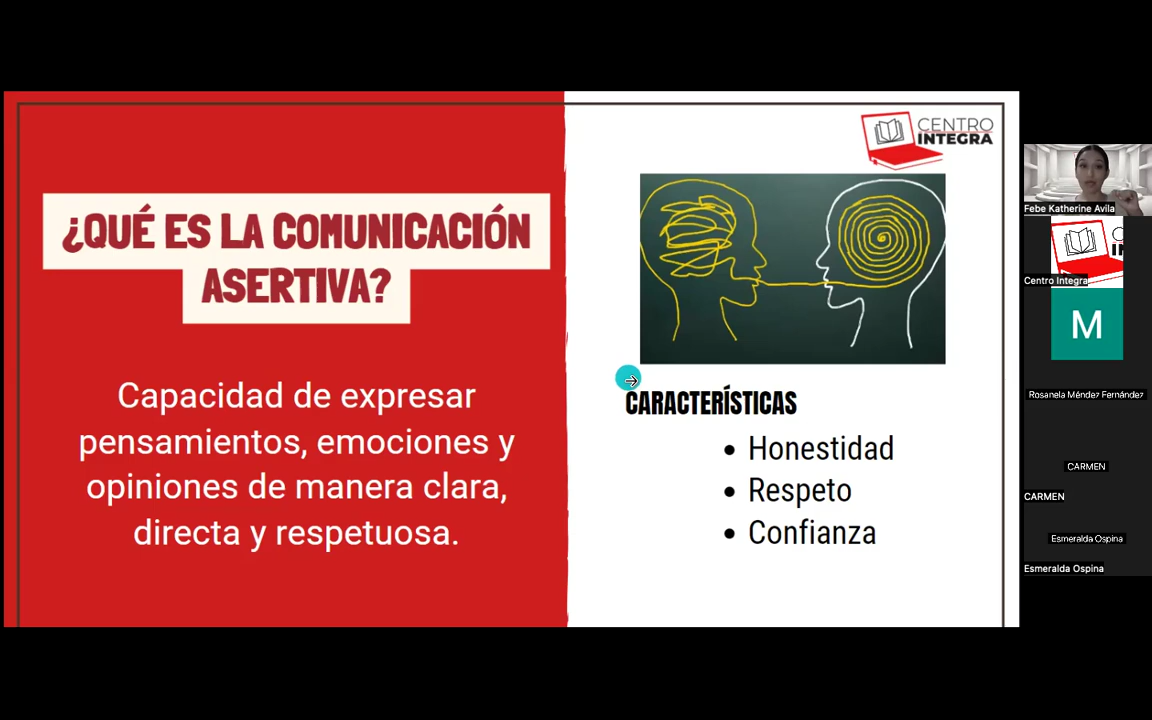 ¿QUÉ ES LA COMUNICACIÓN
ASERTIVA?
Capacidad de expresar
pensamientos, emociones y
opiniones de manera clara,
directa y respetuosa.
CENTRO
INTEGRA
CARACTERÍSTICAS
• Honestidad
• Respeto
• Confianza
Febe Katherine Avila
Centro Integra
M
Rosanela Méndez Fernández
CARMEN
CARMEN
Esmeralda Ospina
Esmeralda Ospina